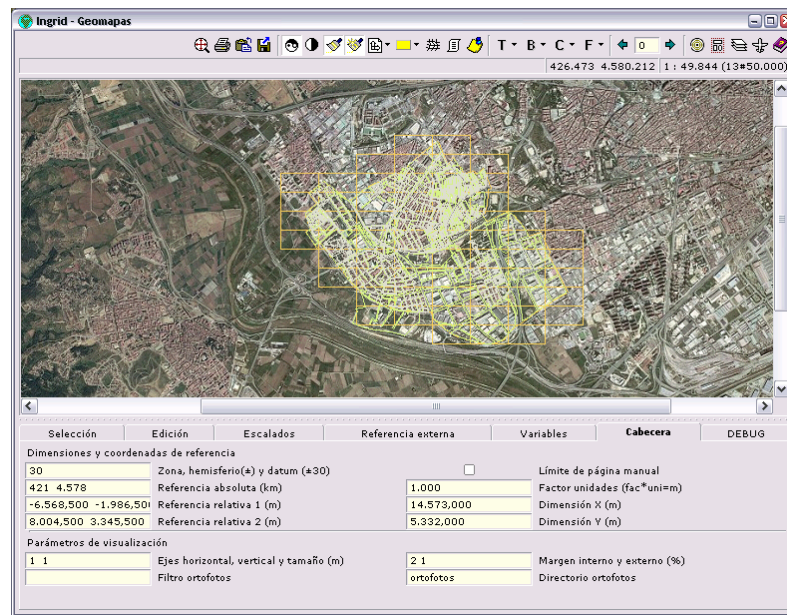 Ingrid - Geomapas
T B C F 0
426.473 4.580.212 1 : 49.844 (13*50.000)
Selección Edición Escalados Referencia externa Variables Cabecera DEBUG
Dimensiones y coordenadas de referencia
30 Zona, hemisferio(±) y datum (±30) Límite de página manual
421 4.578 Referencia absoluta (km) 1.000 Factor unidades (fac*uni=m)
-6.568,500 -1.986,500 Referencia relativa 1 (m) 14.573,000 Dimensión X (m)
8.004,500 3.345,500 Referencia relativa 2 (m) 5.332,000 Dimensión Y (m)
Parámetros de visualización
1 1 Ejes horizontal, vertical y tamaño (m) 2 1 Margen interno y externo (%)
Filtro ortofotos ortofotos Directorio ortofotos